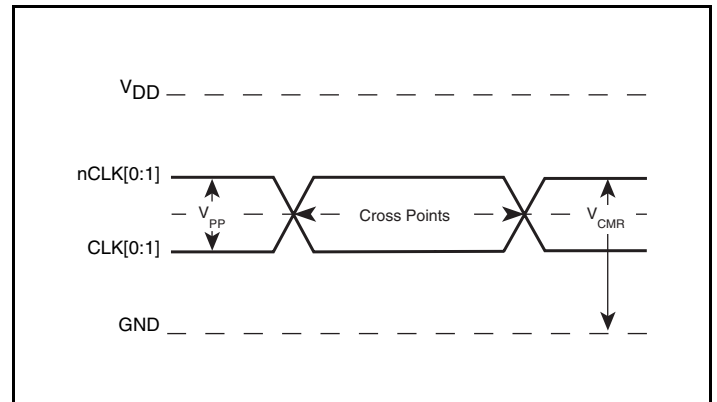 VDD
nCLK[0:1]
VPP
Cross Points
VCMR
CLK[0:1]
GND